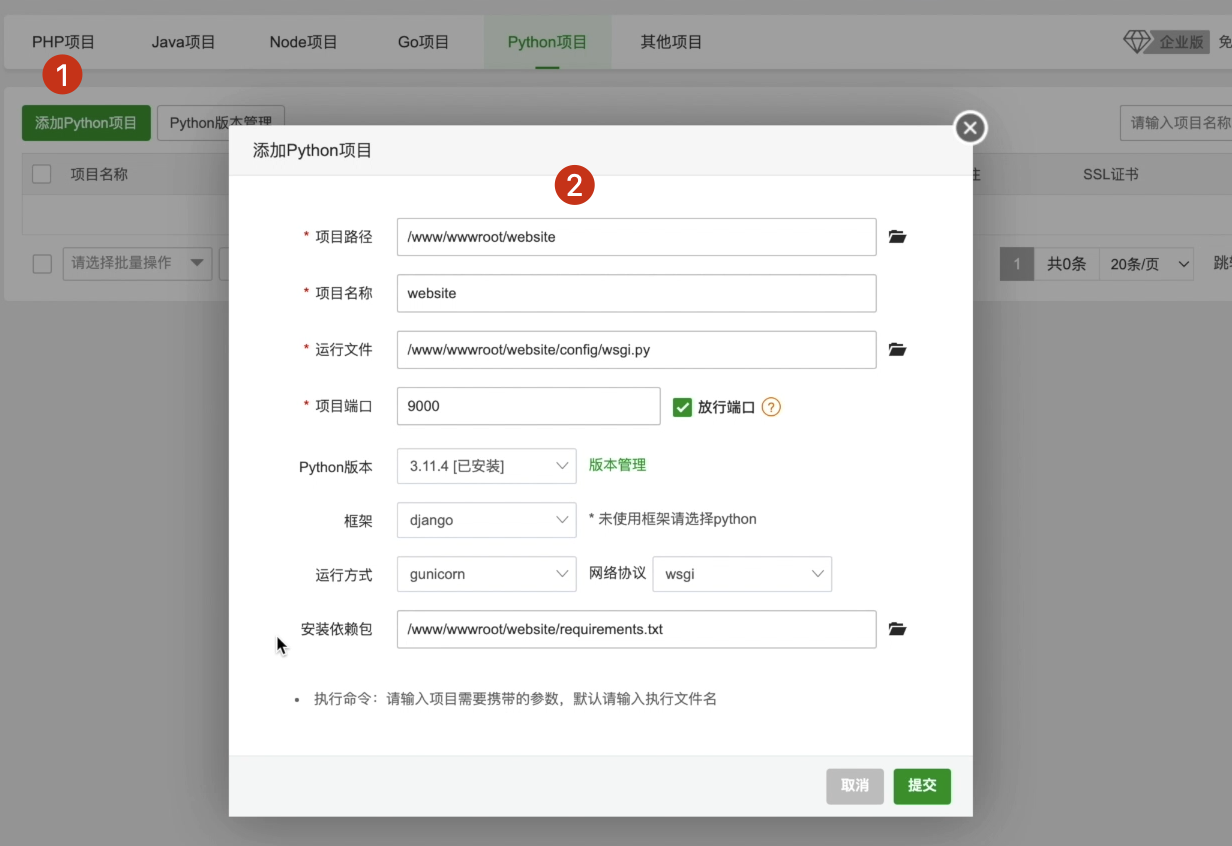 PHP项目 Java项目 Node项目 Go项目 Python项目 其他项目 企业版 免
1
添加Python项目 Python版本管理 请输入项目名称
添加Python项目
项目名称 注 SSL证书
2
* 项目路径 /www/wwwroot/website
请选择批量操作 1 共0条 20条/页 跳转
* 项目名称 website
* 运行文件 /www/wwwroot/website/config/wsgi.py
* 项目端口 9000 放行端口 ?
Python版本 3.11.4 [已安装] 版本管理
框架 django * 未使用框架请选择python
运行方式 gunicorn 网络协议 wsgi
安装依赖包 /www/wwwroot/website/requirements.txt
• 执行命令：请输入项目需要携带的参数，默认请输入执行文件名
取消 提交